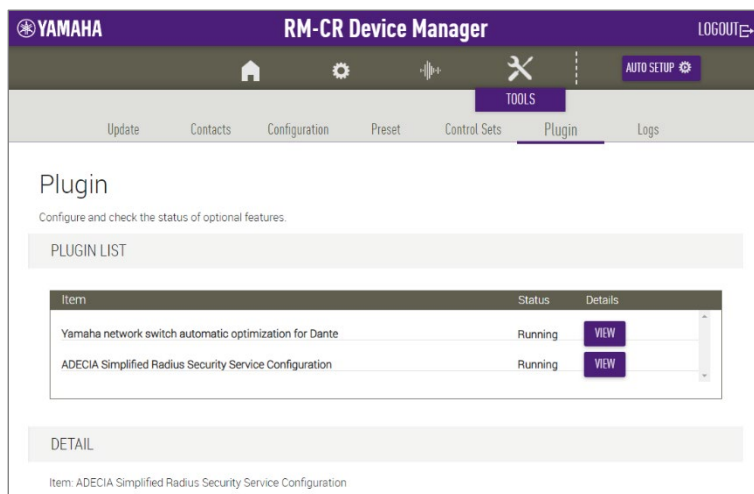 YAMAHA RM-CR Device Manager LOGOUT
AUTO SETUP
TOOLS
Update Contacts Configuration Preset Control Sets Plugin Logs
Plugin
Configure and check the status of optional features.
PLUGIN LIST
Item Status Details
Yamaha network switch automatic optimization for Dante Running VIEW
ADECIA Simplified Radius Security Service Configuration Running VIEW
DETAIL
Item: ADECIA Simplified Radius Security Service Configuration